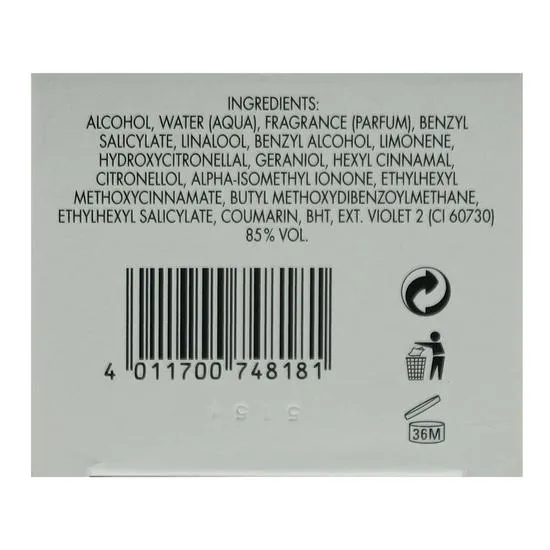 INGREDIENTS:
ALCOHOL, WATER (AQUA), FRAGRANCE (PARFUM), BENZYL
SALICYLATE, LINALOOL, BENZYL ALCOHOL, LIMONENE,
HYDROXYCITRONELLAL, GERANIOL, HEXYL CINNAMAL,
CITRONELLOL, ALPHA-ISOMETHYL IONONE, ETHYLHEXYL
METHOXYCINNAMATE, BUTYL METHOXYDIBENZOYLMETHANE,
ETHYLHEXYL SALICYLATE, COUMARIN, BHT, EXT. VIOLET 2 (CI 60730)
85% VOL.
4 011700 748181
36M